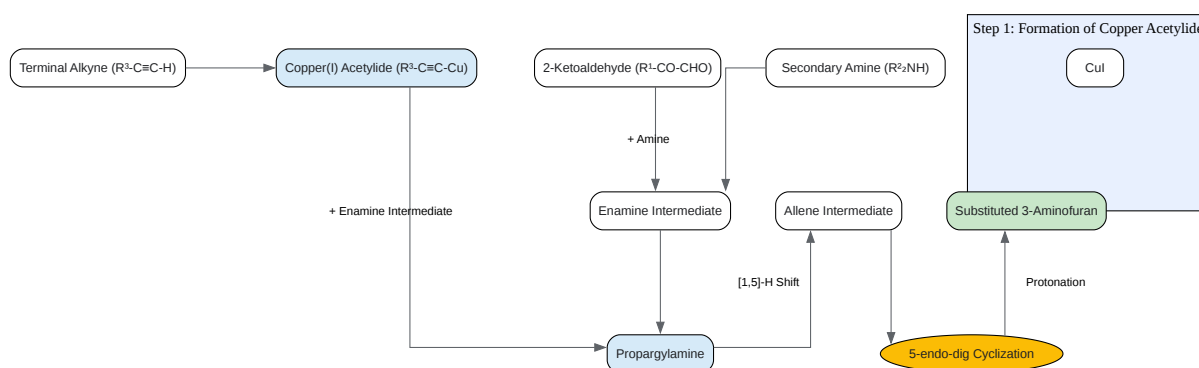 Step 1: Formation of Copper Acetylide
Terminal Alkyne (R³-C≡C-H)
Copper(I) Acetylide (R³-C≡C-Cu)
2-Ketoaldehyde (R¹-CO-CHO)
Secondary Amine (R²₂NH)
CuI
+ Amine
+ Enamine Intermediate
Enamine Intermediate
Allene Intermediate
Substituted 3-Aminofuran
[1,5]-H Shift
Protonation
Propargylamine
5-endo-dig Cyclization